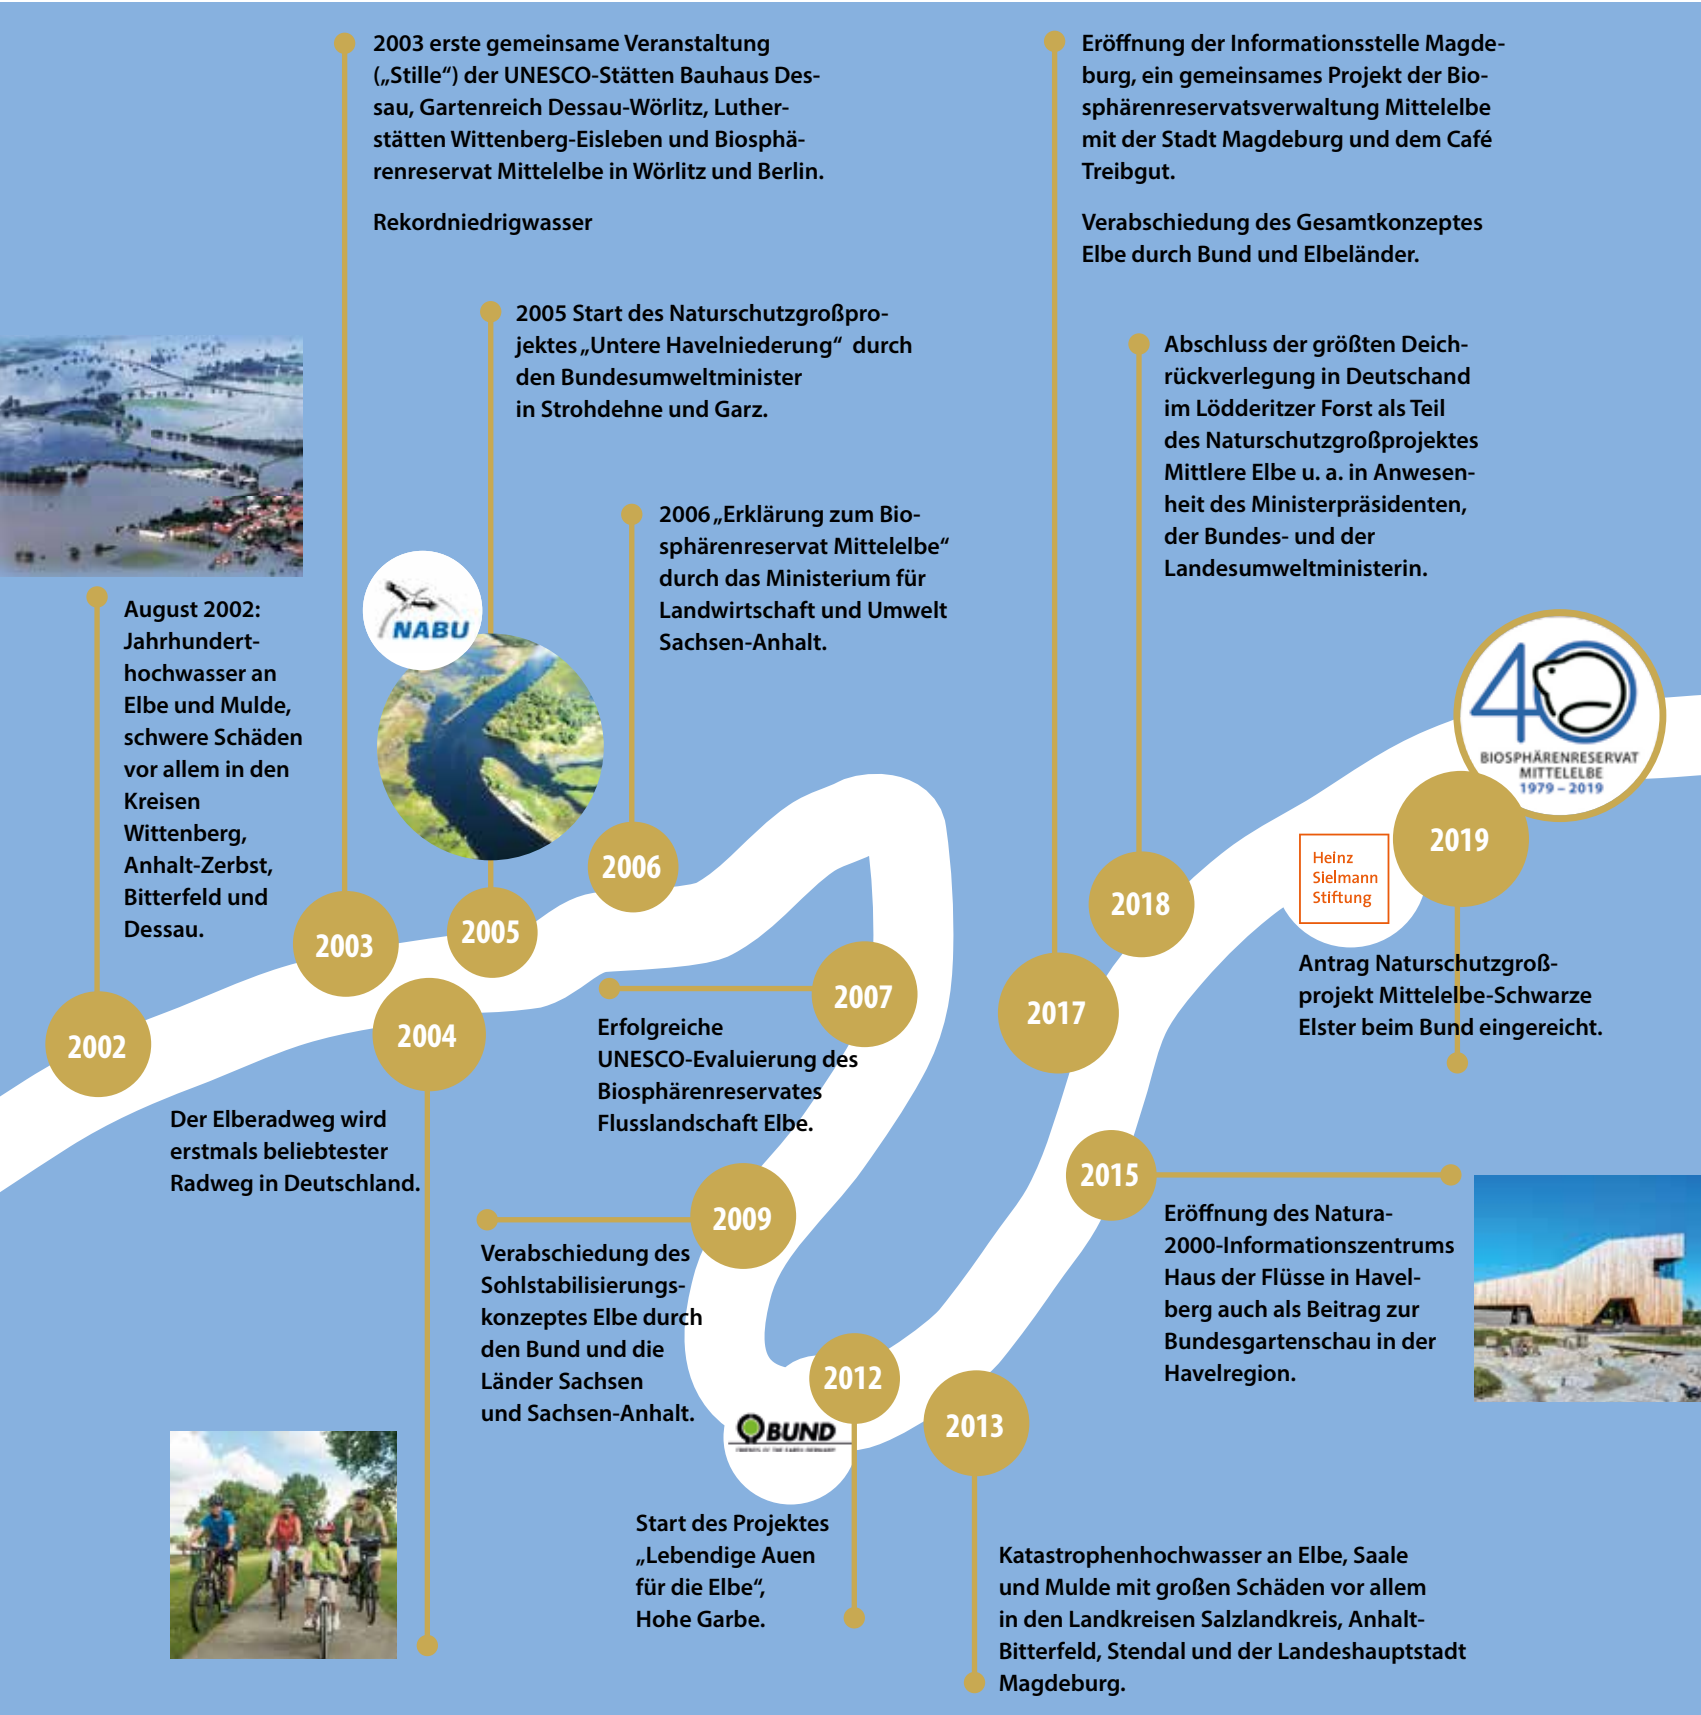 2003 erste gemeinsame Veranstaltung
(„Stille“) der UNESCO-Stätten Bauhaus Des-
sau, Gartenreich Dessau-Wörlitz, Luther-
stätten Wittenberg-Eisleben und Biosphä-
renreservat Mittelelbe in Wörlitz und Berlin.
Rekordniedrigwasser
Eröffnung der Informationsstelle Magde-
burg, ein gemeinsames Projekt der Bio-
sphärenreservatsverwaltung Mittelelbe
mit der Stadt Magdeburg und dem Café
Treibgut.
Verabschiedung des Gesamtkonzeptes
Elbe durch Bund und Elbeländer.
2005 Start des Naturschutzgroßpro-
jektes „Untere Havelniederung“ durch
den Bundesumweltminister
in Strohdehne und Garz.
Abschluss der größten Deich-
rückverlegung in Deutschand
im Lödderitzer Forst als Teil
des Naturschutzgroßprojektes
Mittlere Elbe u. a. in Anwesen-
heit des Ministerpräsidenten,
der Bundes- und der
Landesumweltministerin.
2006 „Erklärung zum Bio-
sphärenreservat Mittelelbe“
durch das Ministerium für
Landwirtschaft und Umwelt
Sachsen-Anhalt.
NABU
August 2002:
Jahrhundert-
hochwasser an
Elbe und Mulde,
schwere Schäden
vor allem in den
Kreisen
Wittenberg,
Anhalt-Zerbst,
Bitterfeld und
Dessau.
40
BIOSPHÄRENRESERVAT
MITTELELBE
1979 – 2019
2019
Heinz
Sielmann
Stiftung
2006
2018
2005
2003
Antrag Naturschutzgroß-
projekt Mittelelbe-Schwarze
Elster beim Bund eingereicht.
2007
2017
2004
2002
Erfolgreiche
UNESCO-Evaluierung des
Biosphärenreservates
Flusslandschaft Elbe.
Der Elberadweg wird
erstmals beliebtester
Radweg in Deutschland.
2015
Eröffnung des Natura-
2000-Informationszentrums
Haus der Flüsse in Havel-
berg auch als Beitrag zur
Bundesgartenschau in der
Havelregion.
2009
Verabschiedung des
Sohlstabilisierungs-
konzeptes Elbe durch
den Bund und die
Länder Sachsen
und Sachsen-Anhalt.
2012
2013
BUND
FRIENDS OF THE EARTH GERMANY
Start des Projektes
„Lebendige Auen
für die Elbe“,
Hohe Garbe.
Katastrophenhochwasser an Elbe, Saale
und Mulde mit großen Schäden vor allem
in den Landkreisen Salzlandkreis, Anhalt-
Bitterfeld, Stendal und der Landeshauptstadt
Magdeburg.